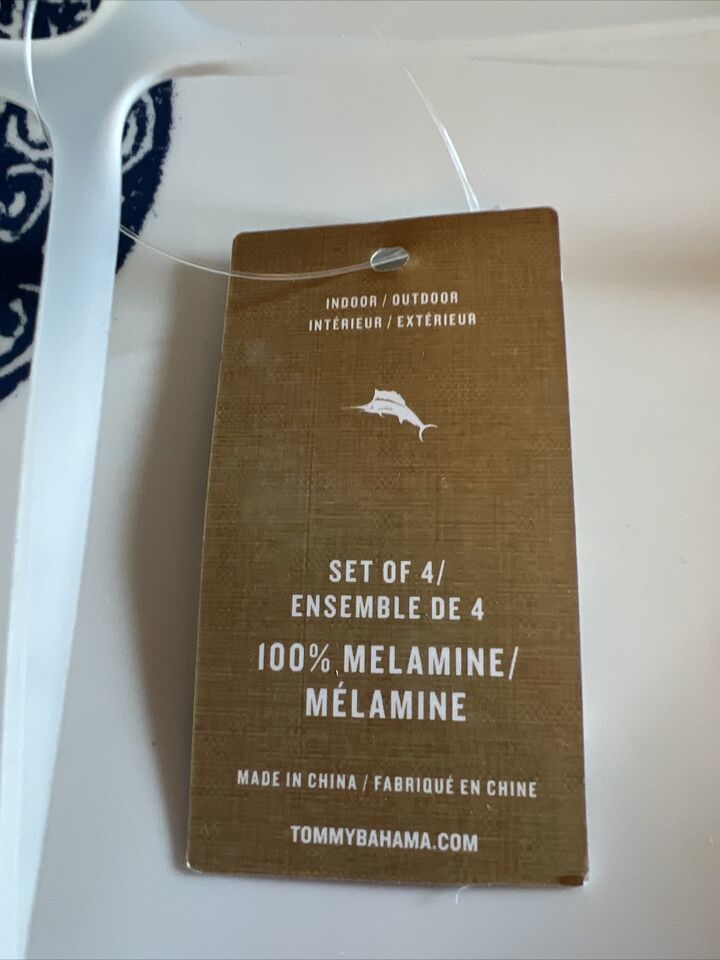 INDOOR / OUTDOOR
INTÉRIEUR / EXTÉRIEUR
SET OF 4/
ENSEMBLE DE 4
100% MELAMINE/
MÉLAMINE
MADE IN CHINA / FABRIQUÉ EN CHINE
TOMMYBAHAMA.COM